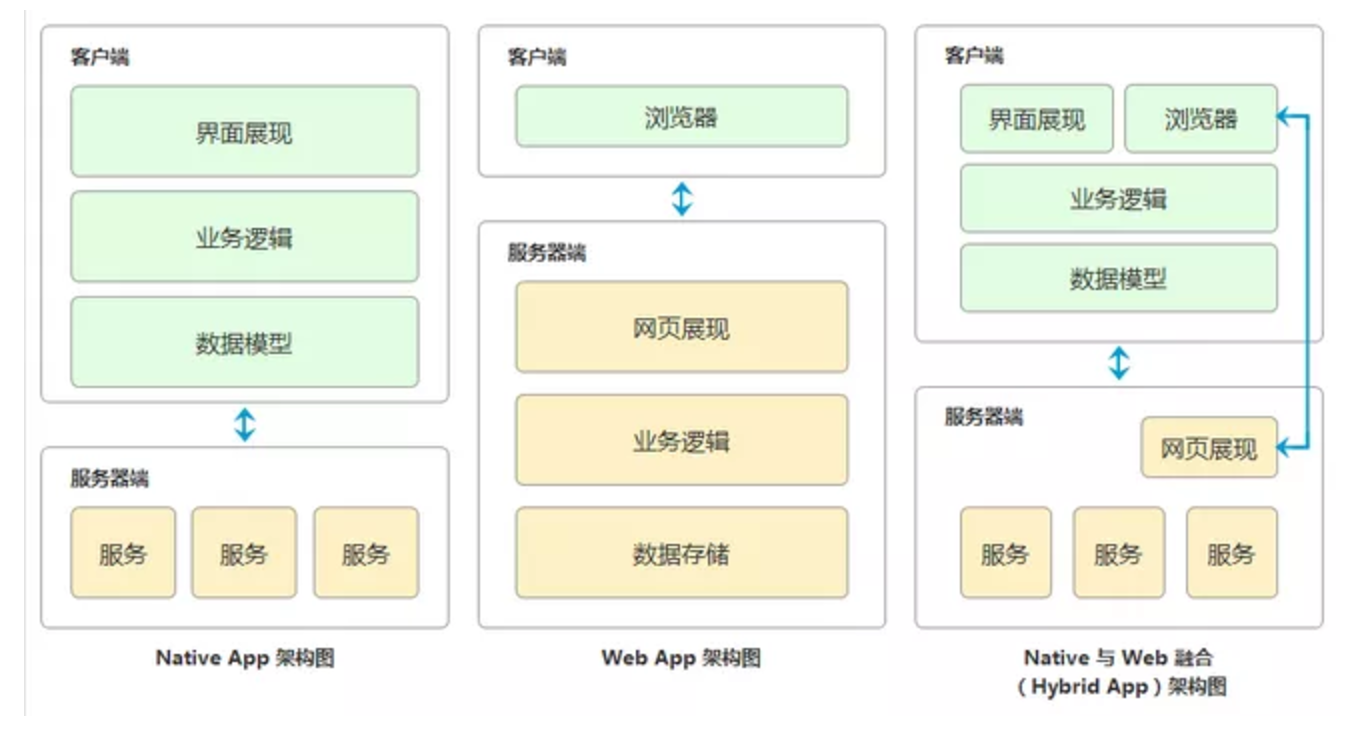 客户端
界面展现
业务逻辑
数据模型
服务器端
服务
服务
服务
Native App 架构图
客户端
浏览器
服务器端
网页展现
业务逻辑
数据存储
Web App 架构图
客户端
界面展现
浏览器
业务逻辑
数据模型
服务器端
网页展现
服务
服务
服务
Native 与 Web 融合
（Hybrid App）架构图